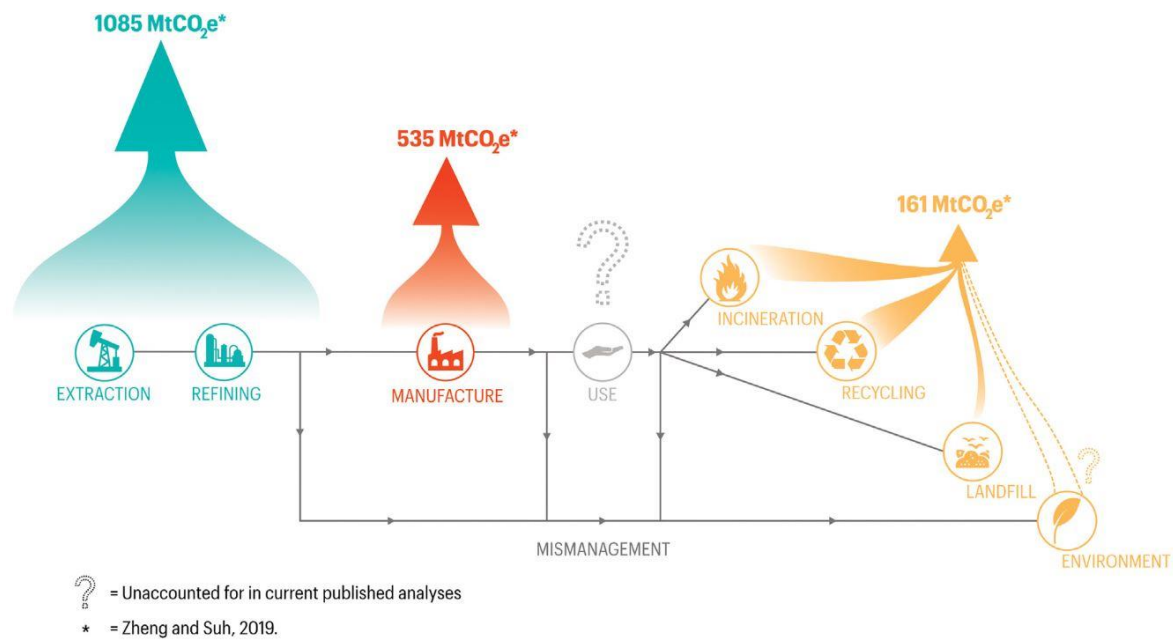 1085 MtCO₂e*
535 MtCO₂e*
161 MtCO₂e*
?
INCINERATION
EXTRACTION
REFINING
MANUFACTURE
USE
RECYCLING
LANDFILL
?
MISMANAGEMENT
ENVIRONMENT
? = Unaccounted for in current published analyses
* = Zheng and Suh, 2019.